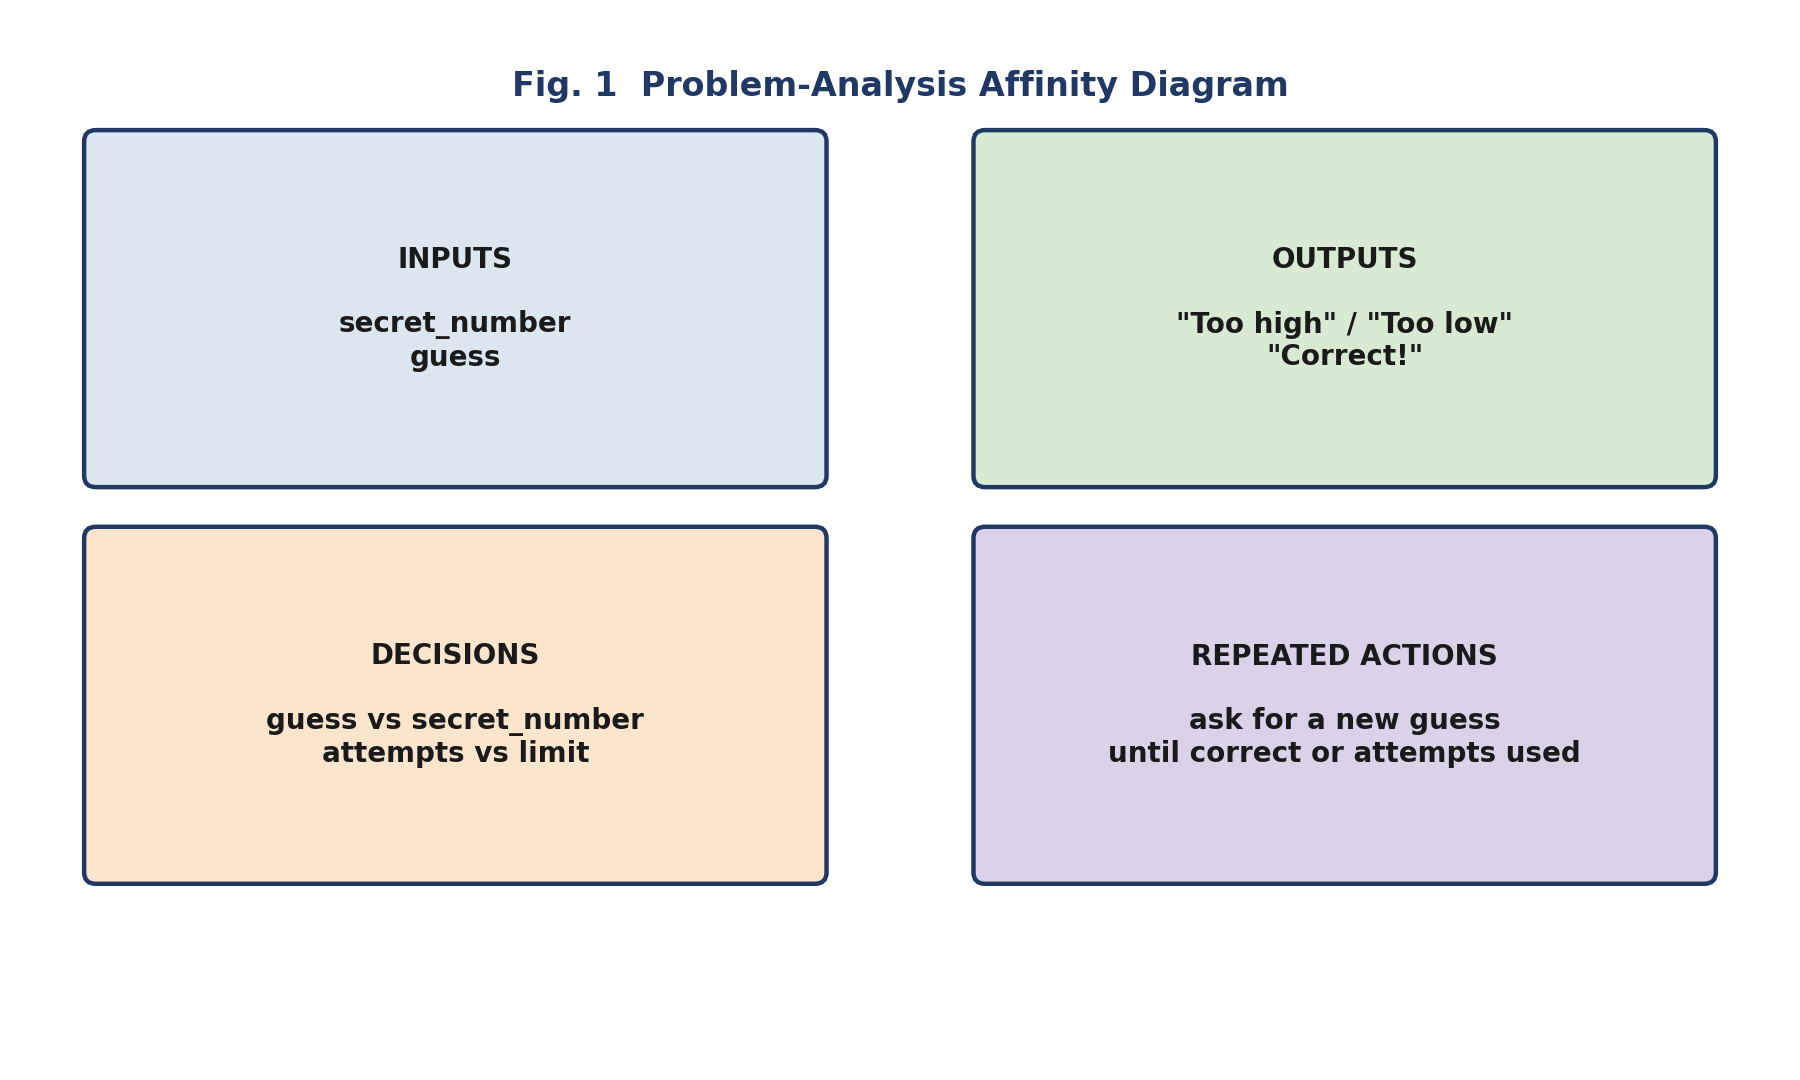 Fig. 1  Problem-Analysis Affinity Diagram
INPUTS
secret_number
guess
OUTPUTS
"Too high" / "Too low"
"Correct!"
DECISIONS
guess vs secret_number
attempts vs limit
REPEATED ACTIONS
ask for a new guess
until correct or attempts used